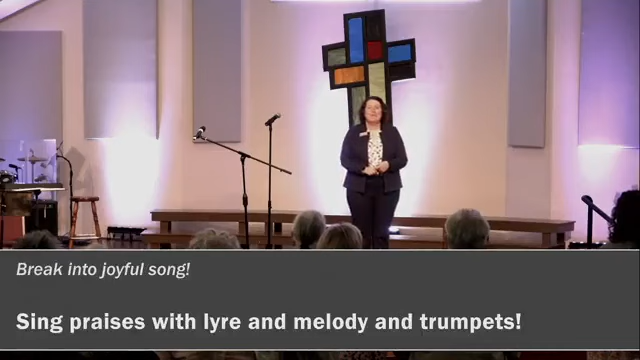 Break into joyful song!
Sing praises with lyre and melody and trumpets!